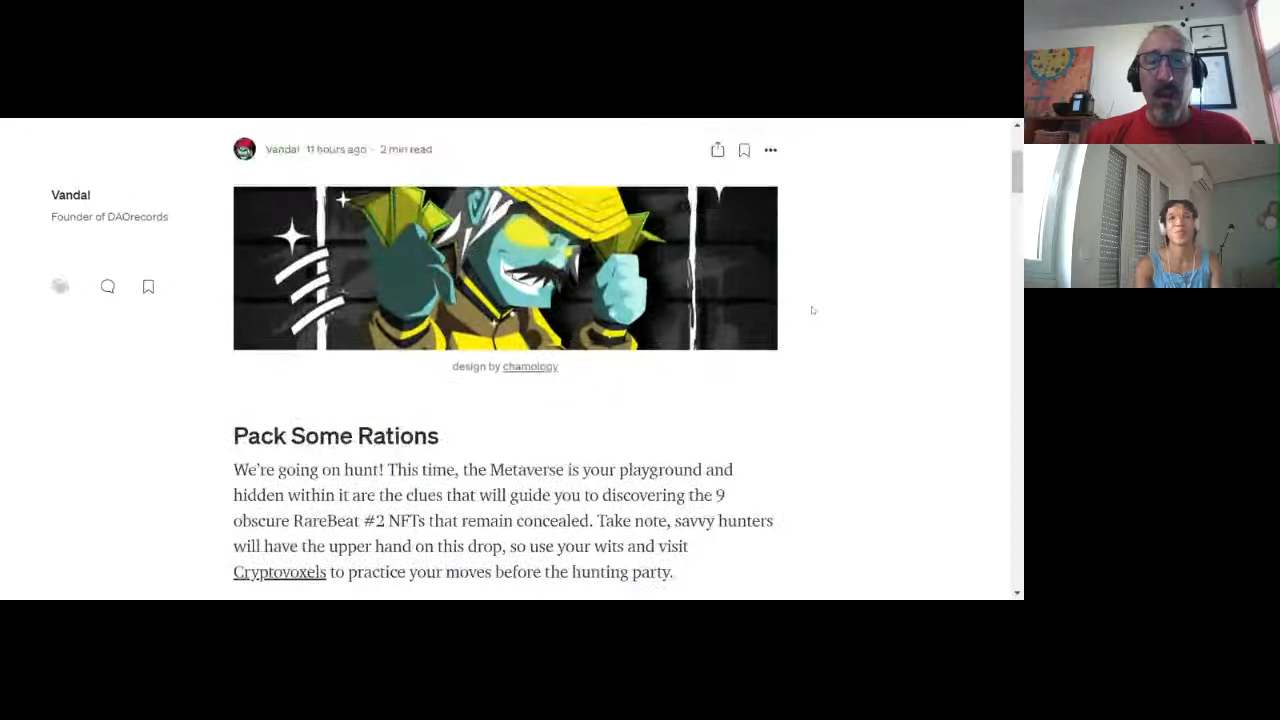 Vandal 11 hours ago · 2 min read
Vandal
Founder of DAOrecords
design by chamology
Pack Some Rations
We're going on hunt! This time, the Metaverse is your playground and
hidden within it are the clues that will guide you to discovering the 9
obscure RareBeat #2 NFTs that remain concealed. Take note, savvy hunters
will have the upper hand on this drop, so use your wits and visit
Cryptovoxels to practice your moves before the hunting party.